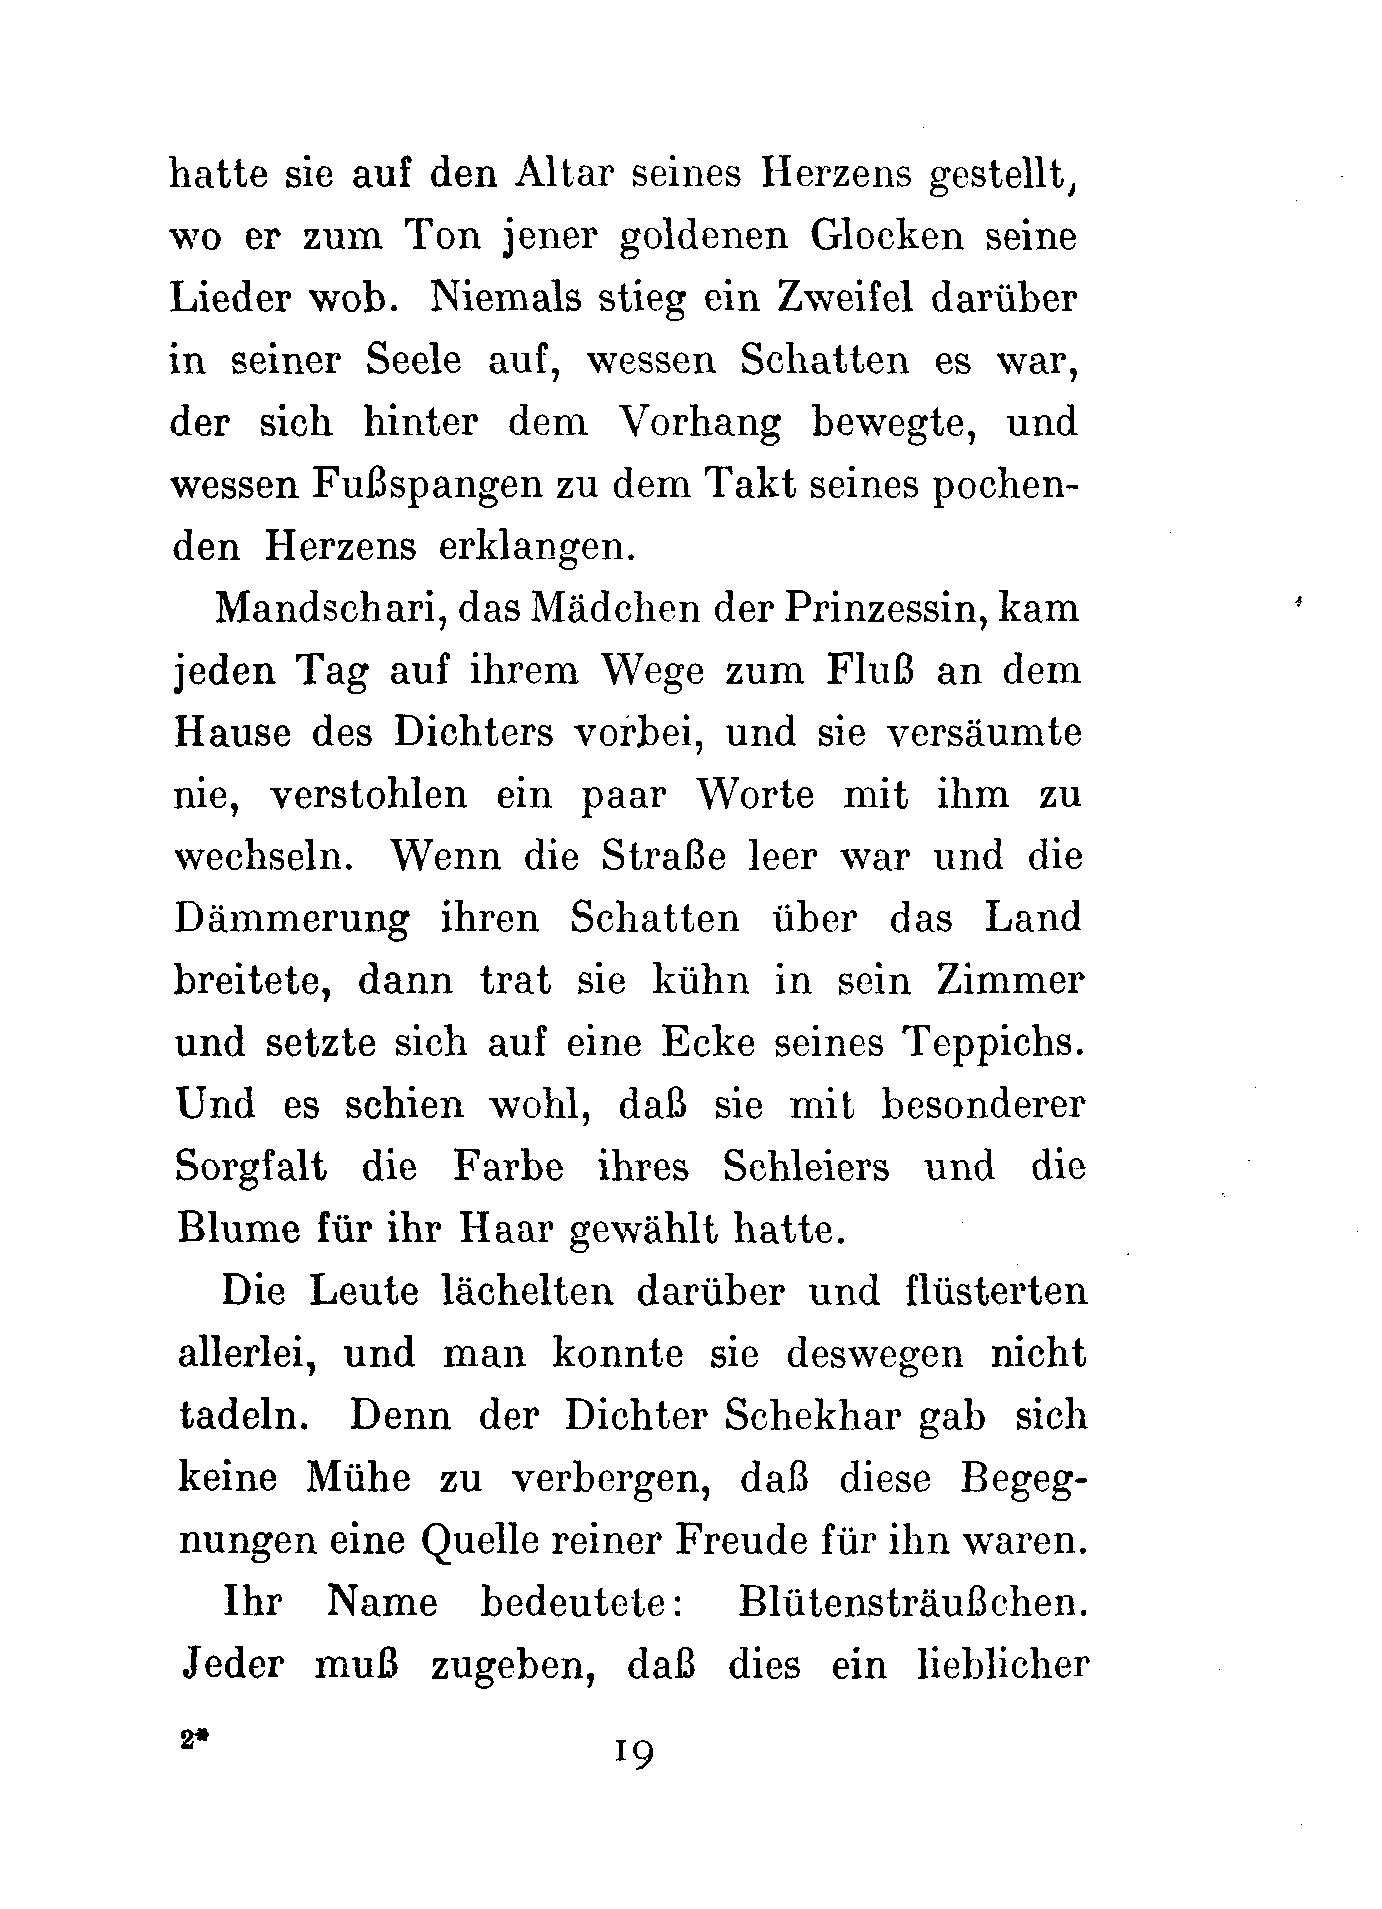 hatte sie auf den Altar seines Herzens gestellt,
wo er zum Ton jener goldenen Glocken seine
Lieder wob. Niemals stieg ein Zweifel darüber
in seiner Seele auf, wessen Schatten es war,
der sich hinter dem Vorhang bewegte, und
wessen Fußspangen zu dem Takt seines pochen-
den Herzens erklangen.
Mandschari, das Mädchen der Prinzessin, kam
jeden Tag auf ihrem Wege zum Fluß an dem
Hause des Dichters vorbei, und sie versäumte
nie, verstohlen ein paar Worte mit ihm zu
wechseln. Wenn die Straße leer war und die
Dämmerung ihren Schatten über das Land
breitete, dann trat sie kühn in sein Zimmer
und setzte sich auf eine Ecke seines Teppichs.
Und es schien wohl, daß sie mit besonderer
Sorgfalt die Farbe ihres Schleiers und die
Blume für ihr Haar gewählt hatte.
Die Leute lächelten darüber und flüsterten
allerlei, und man konnte sie deswegen nicht
tadeln. Denn der Dichter Schekhar gab sich
keine Mühe zu verbergen, daß diese Begeg-
nungen eine Quelle reiner Freude für ihn waren.
Ihr Name bedeutete: Blütensträußchen.
Jeder muß zugeben, daß dies ein lieblicher
2*
19